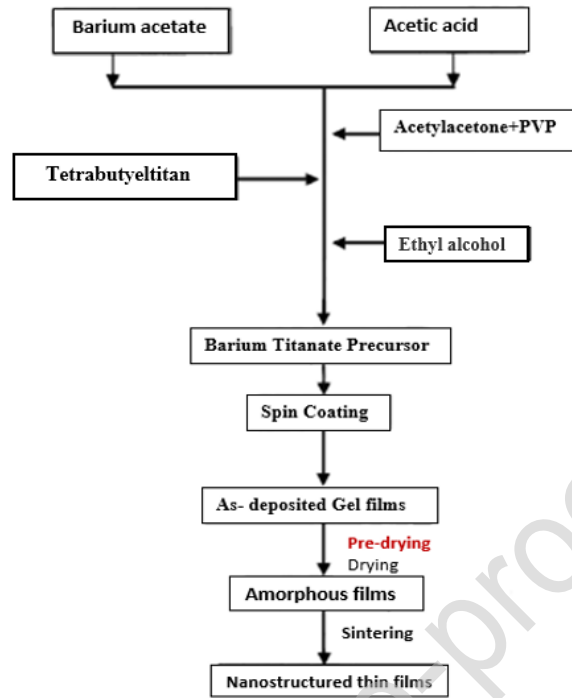 Barium acetate
Acetic acid
Acetylacetone+PVP
Tetrabutyeltitan
Ethyl alcohol
Barium Titanate Precursor
Spin Coating
As- deposited Gel films
Pre-drying
Drying
Amorphous films
Sintering
Nanostructured thin films